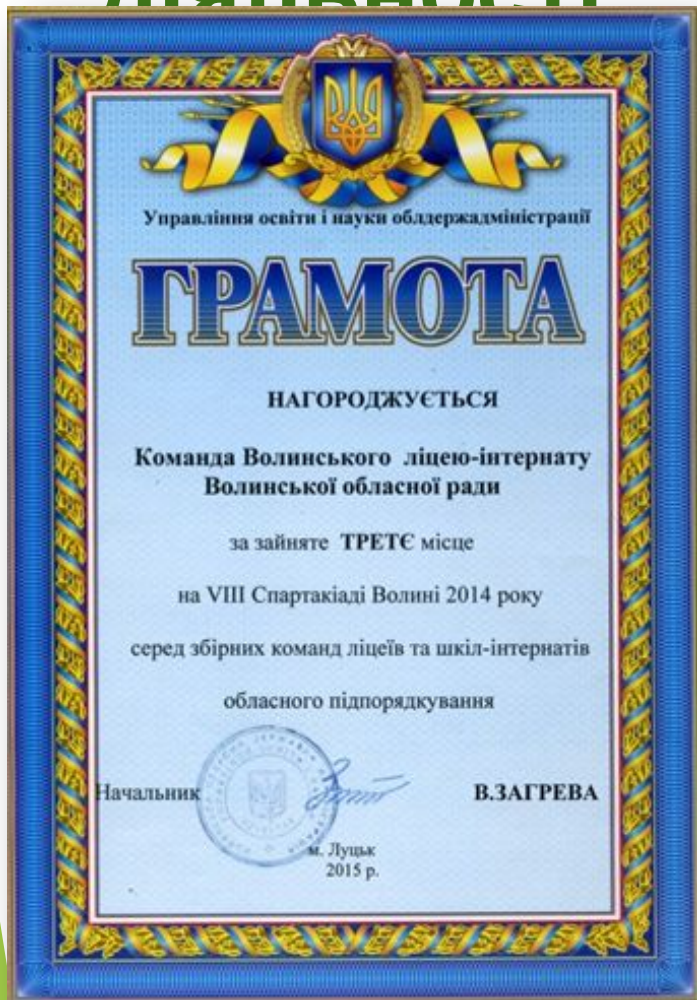 Управління освіти і науки облдержадміністрації
ГРАМОТА
НАГОРОДЖУЄТЬСЯ
Команда Волинського ліцею-інтернату
Волинської обласної ради
за зайняте ТРЕТЄ місце
на VIII Спартакіаді Волині 2014 року
серед збірних команд ліцеїв та шкіл-інтернатів
обласного підпорядкування
Начальник В.ЗАГРЕВА
м. Луцьк
2015 р.